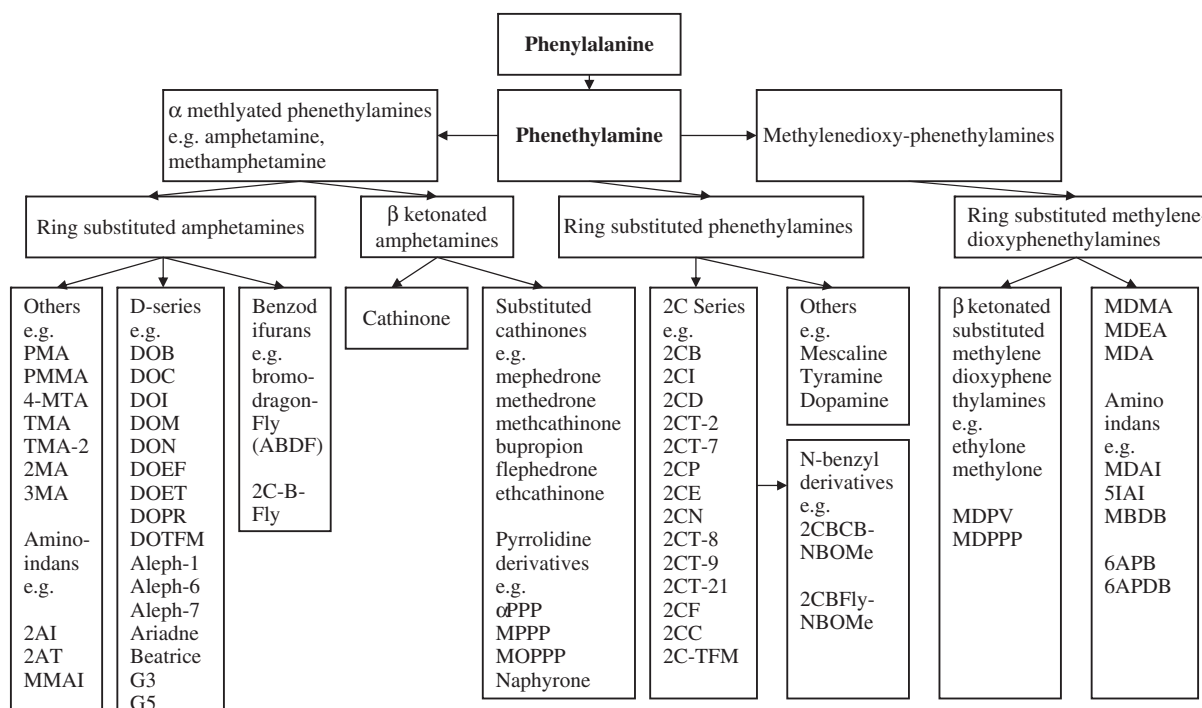 Phenylalanine
α methlyated phenethylamines
e.g. amphetamine,
methamphetamine
Phenethylamine
Methylenedioxy-phenethylamines
Ring substituted amphetamines
β ketonated
amphetamines
Ring substituted phenethylamines
Ring substituted methylene
dioxyphenethylamines
Others
e.g.
PMA
PMMA
4-MTA
TMA
TMA-2
2MA
3MA
Amino-
indans
e.g.
2AI
2AT
MMAI
D-series
e.g.
DOB
DOC
DOI
DOM
DON
DOEF
DOET
DOPR
DOTFM
Aleph-1
Aleph-6
Aleph-7
Ariadne
Beatrice
G3
G5
Benzod
ifurans
e.g.
bromo-
dragon-
Fly
(ABDF)
2C-B-
Fly
Cathinone
Substituted
cathinones
e.g.
mephedrone
methedrone
methcathinone
bupropion
flephedrone
ethcathinone
Pyrrolidine
derivatives
e.g.
αPPP
MPPP
MOPPP
Naphyrone
2C Series
e.g.
2CB
2CI
2CD
2CT-2
2CT-7
2CP
2CE
2CN
2CT-8
2CT-9
2CT-21
2CF
2CC
2C-TFM
Others
e.g.
Mescaline
Tyramine
Dopamine
N-benzyl
derivatives
e.g.
2CBCB-
NBOMe
2CBFly-
NBOMe
β ketonated
substituted
methylene
dioxyphene
thylamines
e.g.
ethylone
methylone
MDPV
MDPPP
MDMA
MDEA
MDA
Amino
indans
e.g.
MDAI
5IAI
MBDB
6APB
6APDB